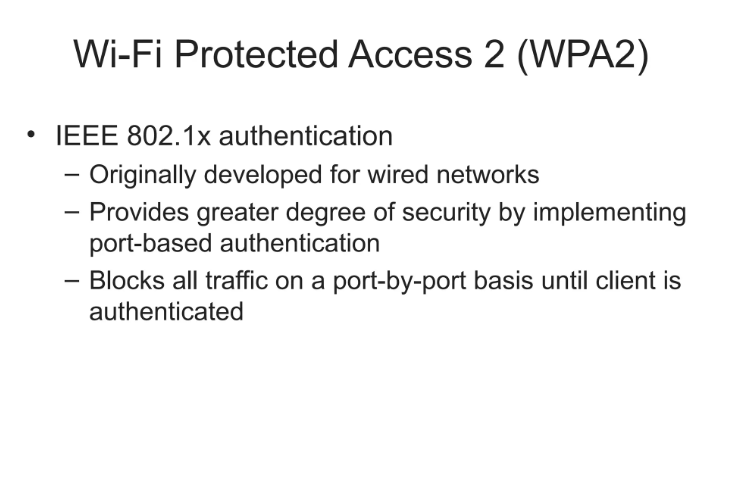 Wi-Fi Protected Access 2 (WPA2)
• IEEE 802.1x authentication
– Originally developed for wired networks
– Provides greater degree of security by implementing
port-based authentication
– Blocks all traffic on a port-by-port basis until client is
authenticated